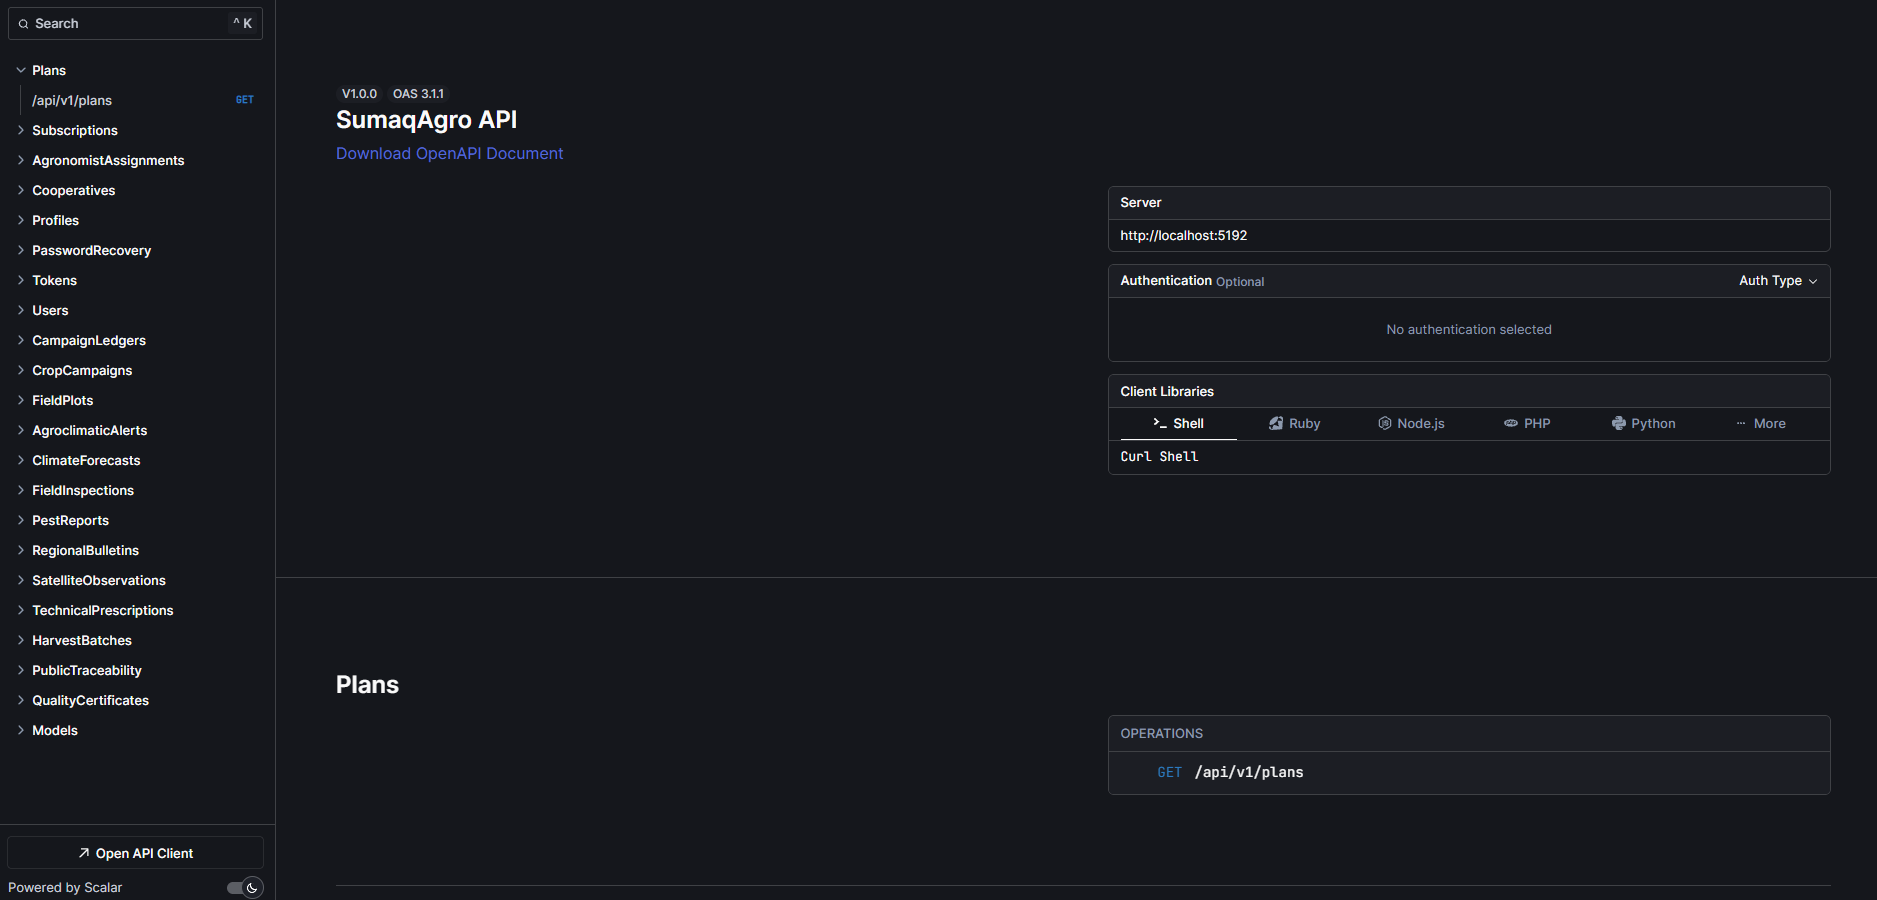 Search
^ K
Plans
/api/v1/plans GET
Subscriptions
AgronomistAssignments
Cooperatives
Profiles
PasswordRecovery
Tokens
Users
CampaignLedgers
CropCampaigns
FieldPlots
AgroclimaticAlerts
ClimateForecasts
FieldInspections
PestReports
RegionalBulletins
SatelliteObservations
TechnicalPrescriptions
HarvestBatches
PublicTraceability
QualityCertificates
Models
Open API Client
Powered by Scalar
V1.0.0 OAS 3.1.1
SumaqAgro API
Download OpenAPI Document
Server
http://localhost:5192
Authentication Optional Auth Type
No authentication selected
Client Libraries
Shell Ruby Node.js PHP Python ··· More
Curl Shell
Plans
OPERATIONS
GET /api/v1/plans